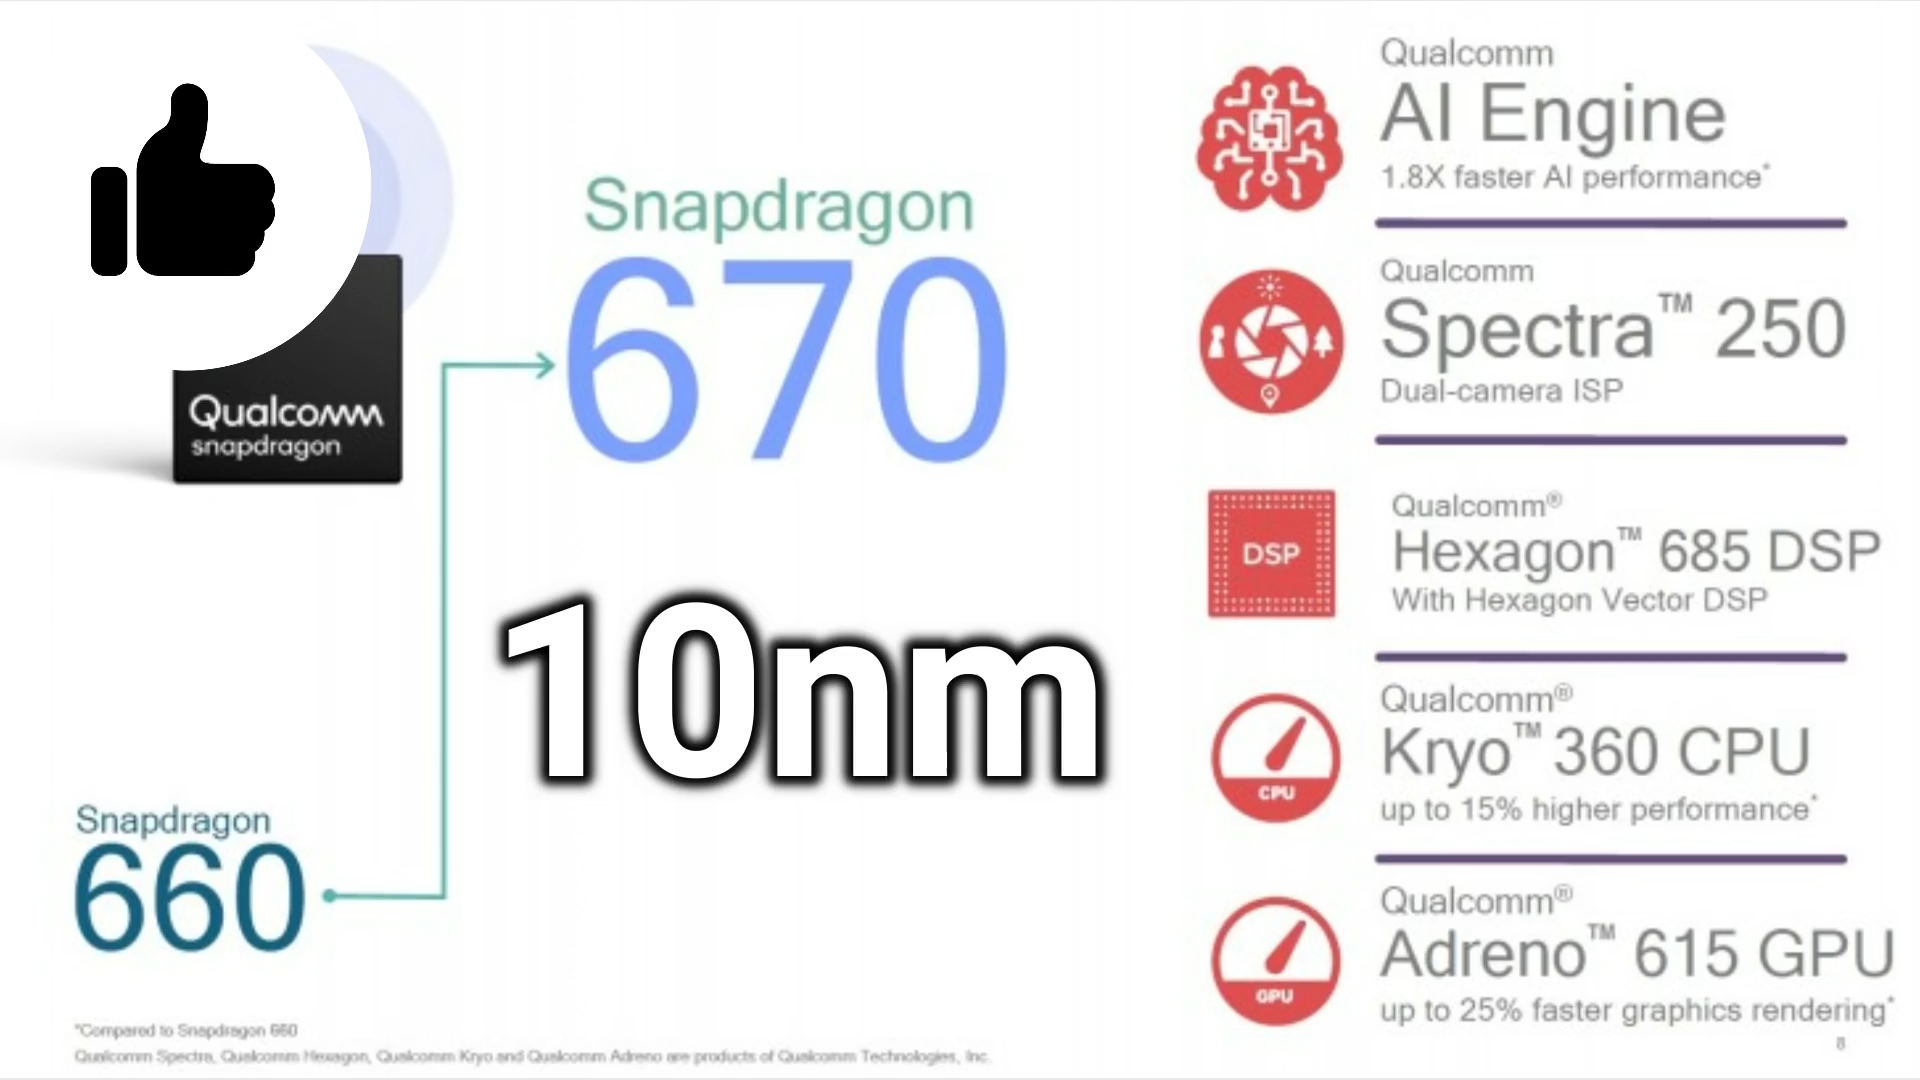 Qualcomm
snapdragon
Snapdragon
670
10nm
Snapdragon
660
Qualcomm
AI Engine
1.8X faster AI performance*
Qualcomm
Spectra™ 250
Dual-camera ISP
DSP
Qualcomm®
Hexagon™ 685 DSP
With Hexagon Vector DSP
CPU
Qualcomm®
Kryo™ 360 CPU
up to 15% higher performance*
GPU
Qualcomm®
Adreno™ 615 GPU
up to 25% faster graphics rendering*
*Compared to Snapdragon 660
Qualcomm Spectra, Qualcomm Hexagon, Qualcomm Kryo and Qualcomm Adreno are products of Qualcomm Technologies, Inc.
8